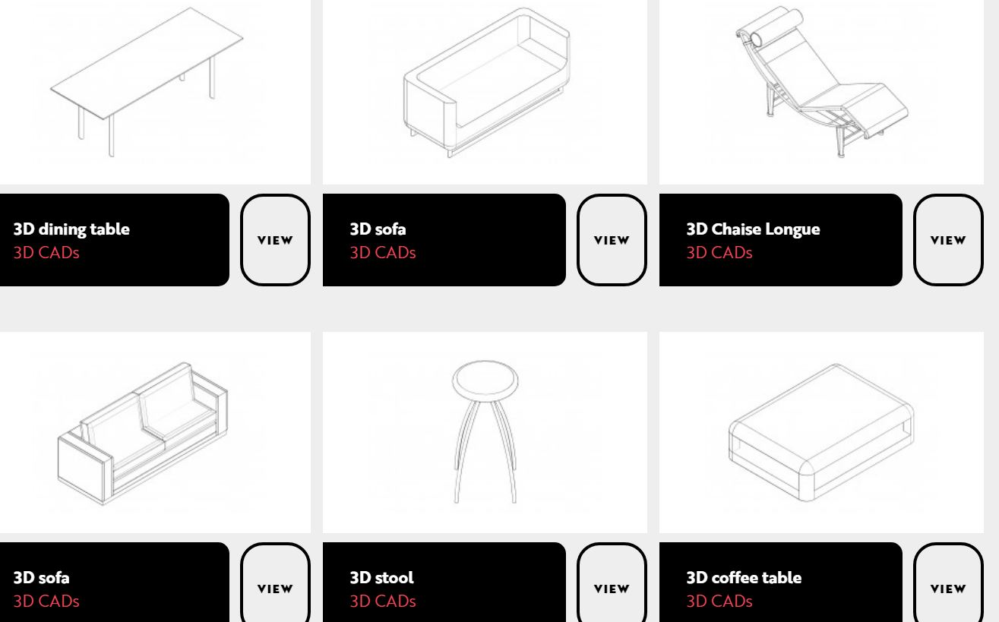 3D dining table
3D CADs
VIEW
3D sofa
3D CADs
VIEW
3D Chaise Longue
3D CADs
VIEW
3D sofa
3D CADs
VIEW
3D stool
3D CADs
VIEW
3D coffee table
3D CADs
VIEW